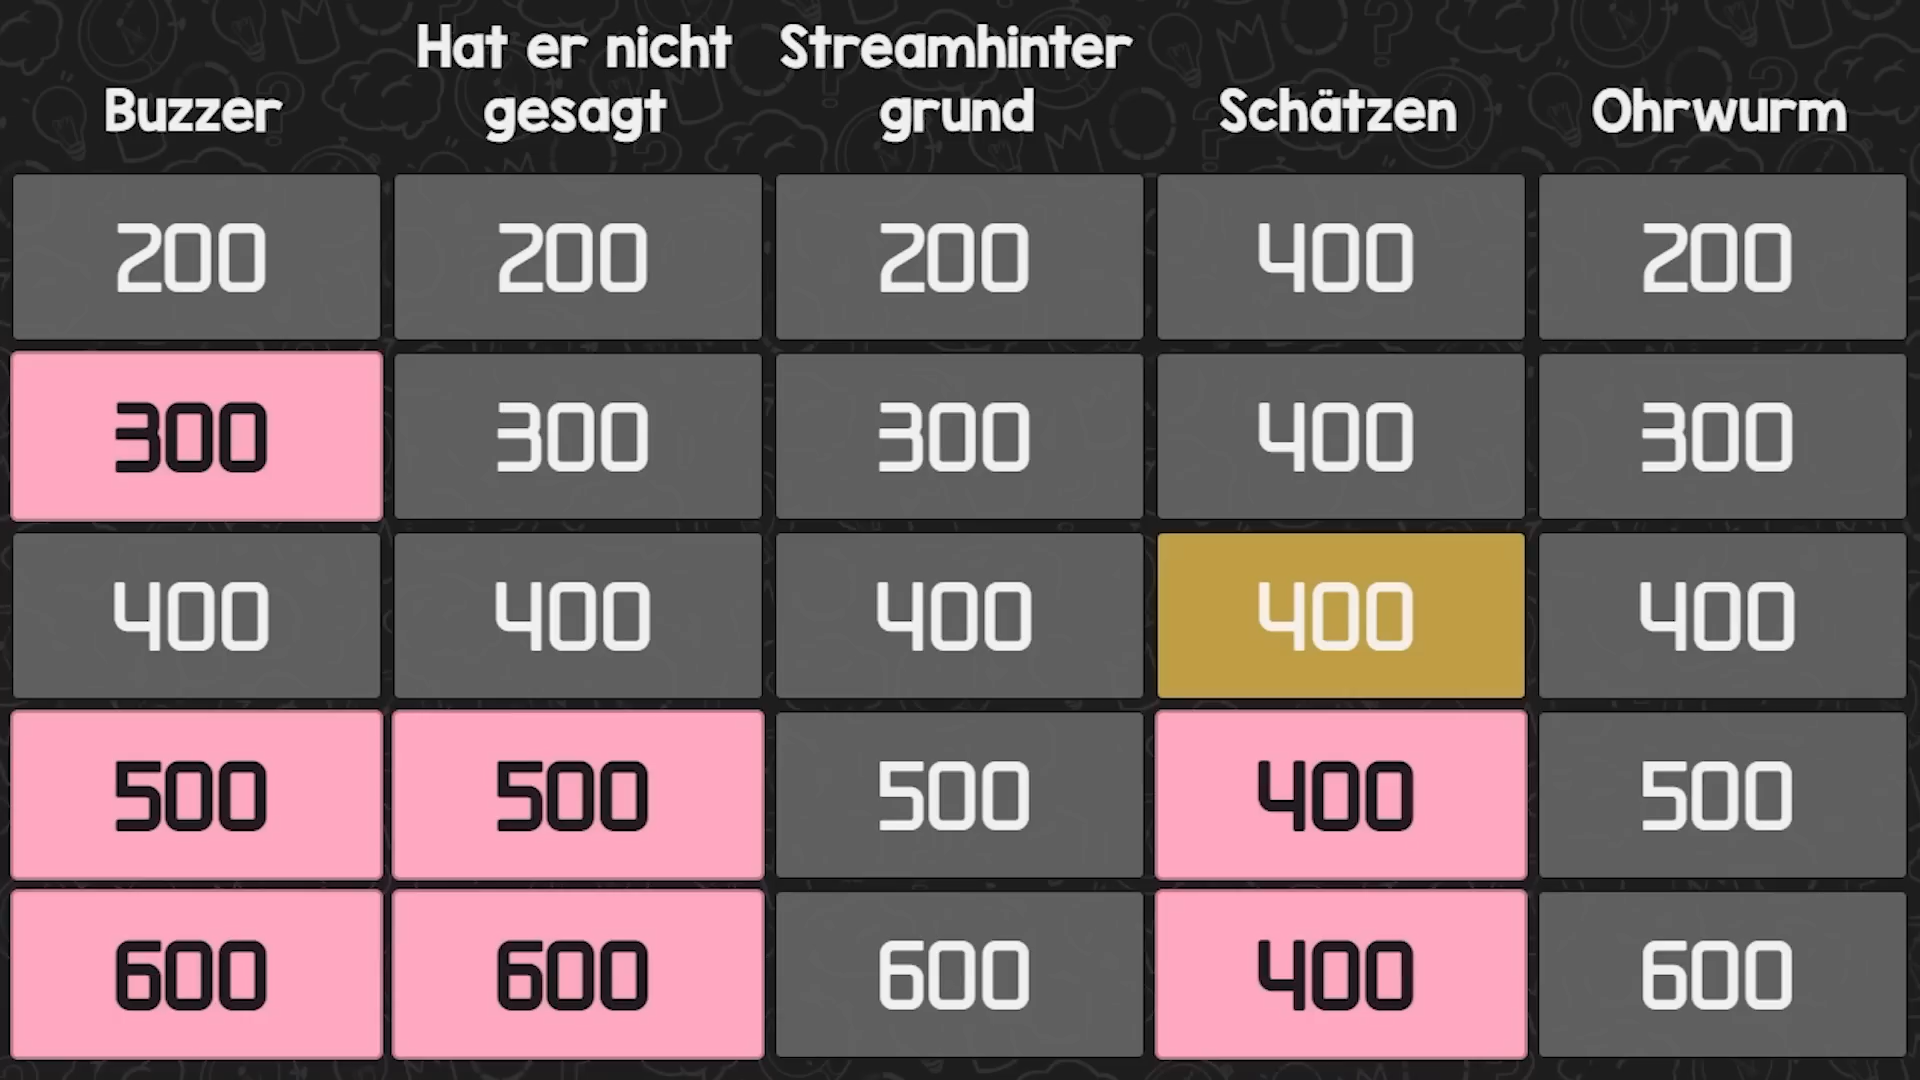 Buzzer
Hat er nicht
gesagt
Streamhinter
grund
Schätzen
Ohrwurm
200 200 200 400 200
300 300 300 400 300
400 400 400 400 400
500 500 500 400 500
600 600 600 400 600